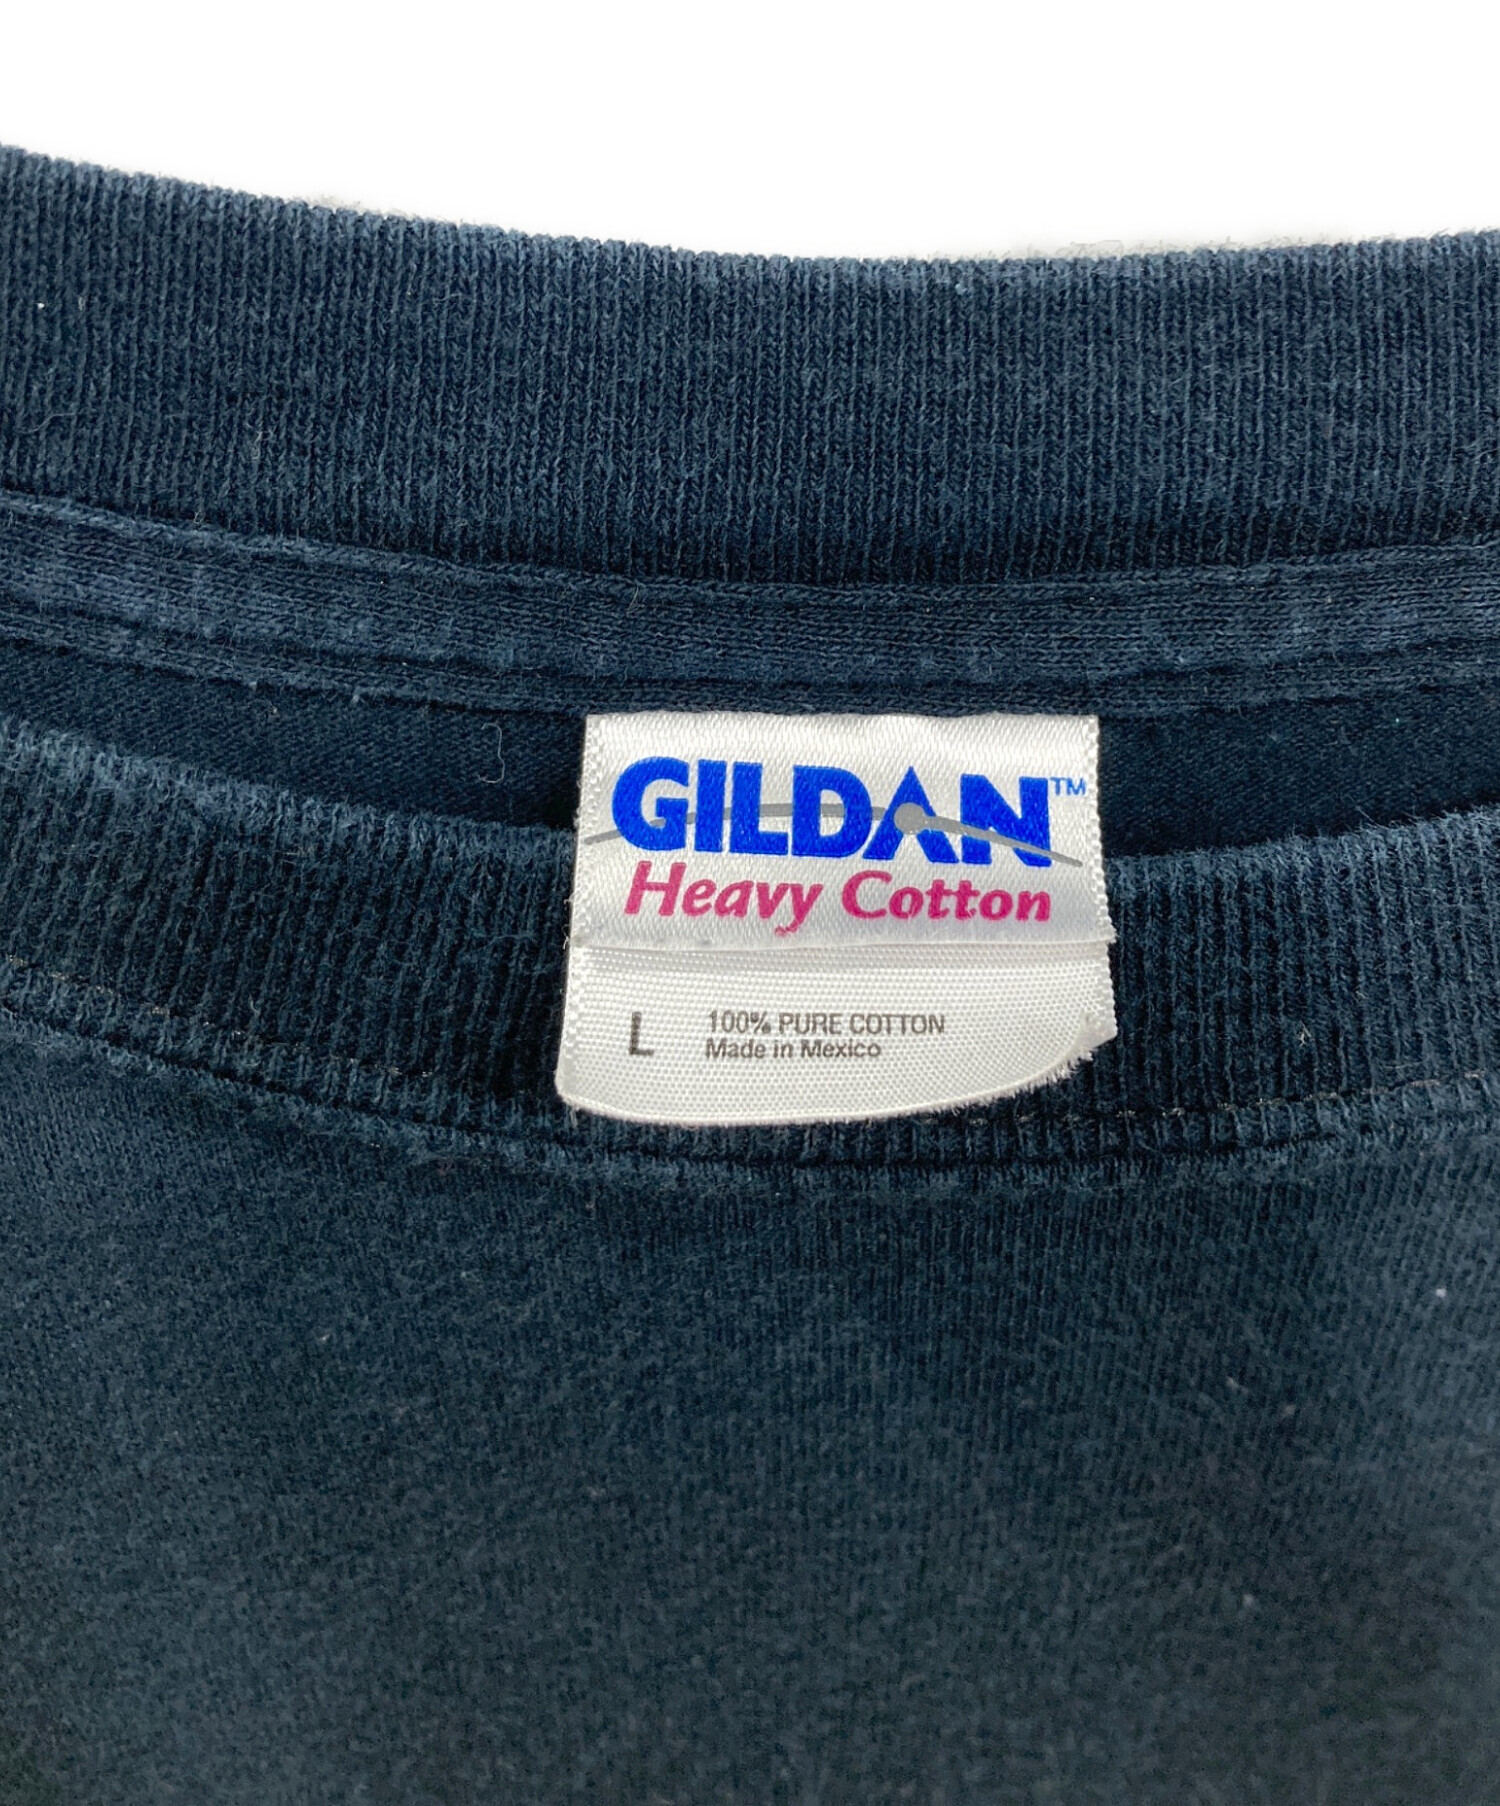 GILDAN™
Heavy Cotton
L 100% PURE COTTON
Made in Mexico